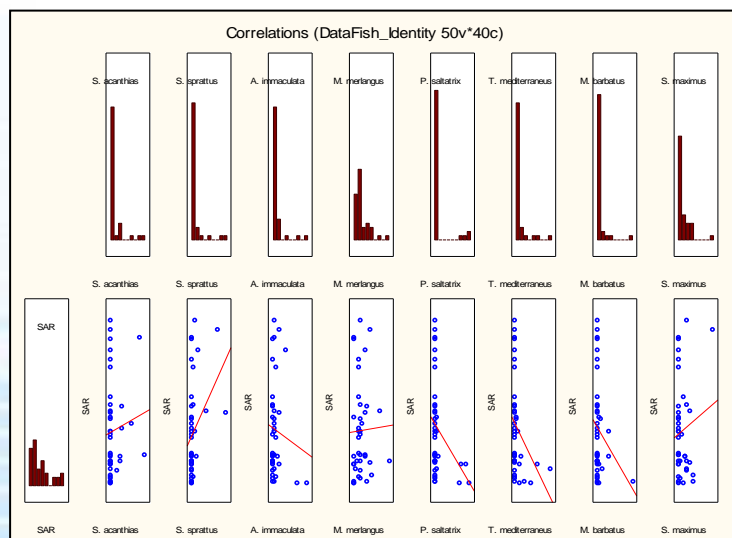 Correlations (DataFish_Identity 50v*40c)
S. acanthias S. sprattus A. immaculata M. merlangus P. saltatrix T. mediterraneus M. barbatus S. maximus
S. acanthias S. sprattus A. immaculata M. merlangus P. saltatrix T. mediterraneus M. barbatus S. maximus
SAR
SAR SAR SAR SAR SAR SAR SAR SAR
SAR S. acanthias S. sprattus A. immaculata M. merlangus P. saltatrix T. mediterraneus M. barbatus S. maximus